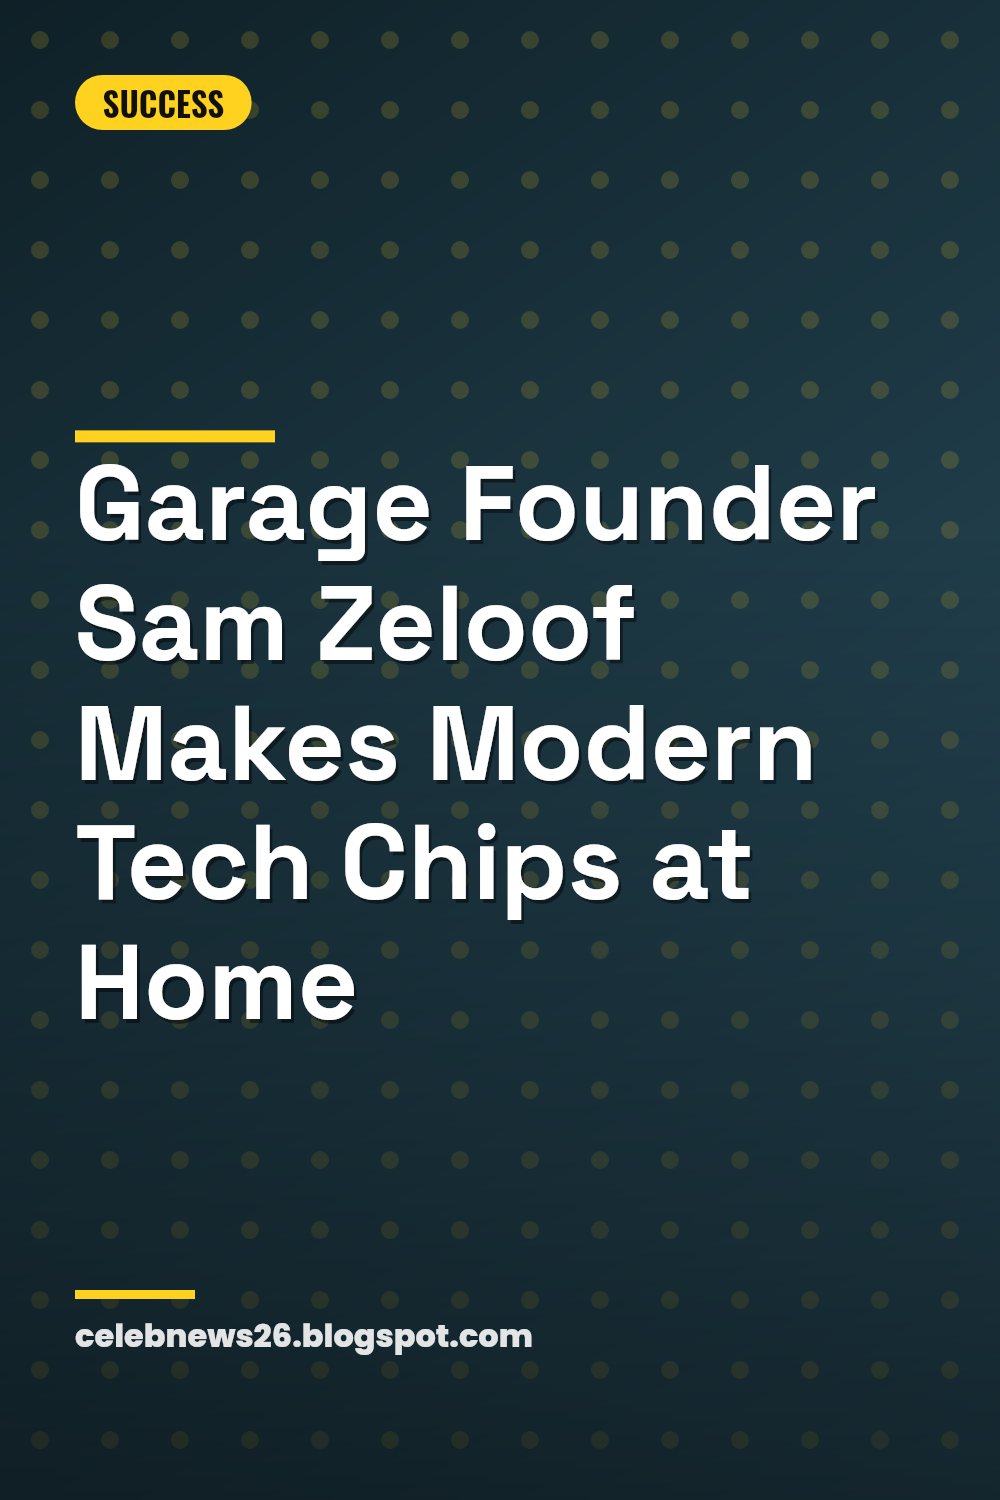 SUCCESS
Garage Founder
Sam Zeloof
Makes Modern
Tech Chips at
Home
celebnews26.blogspot.com